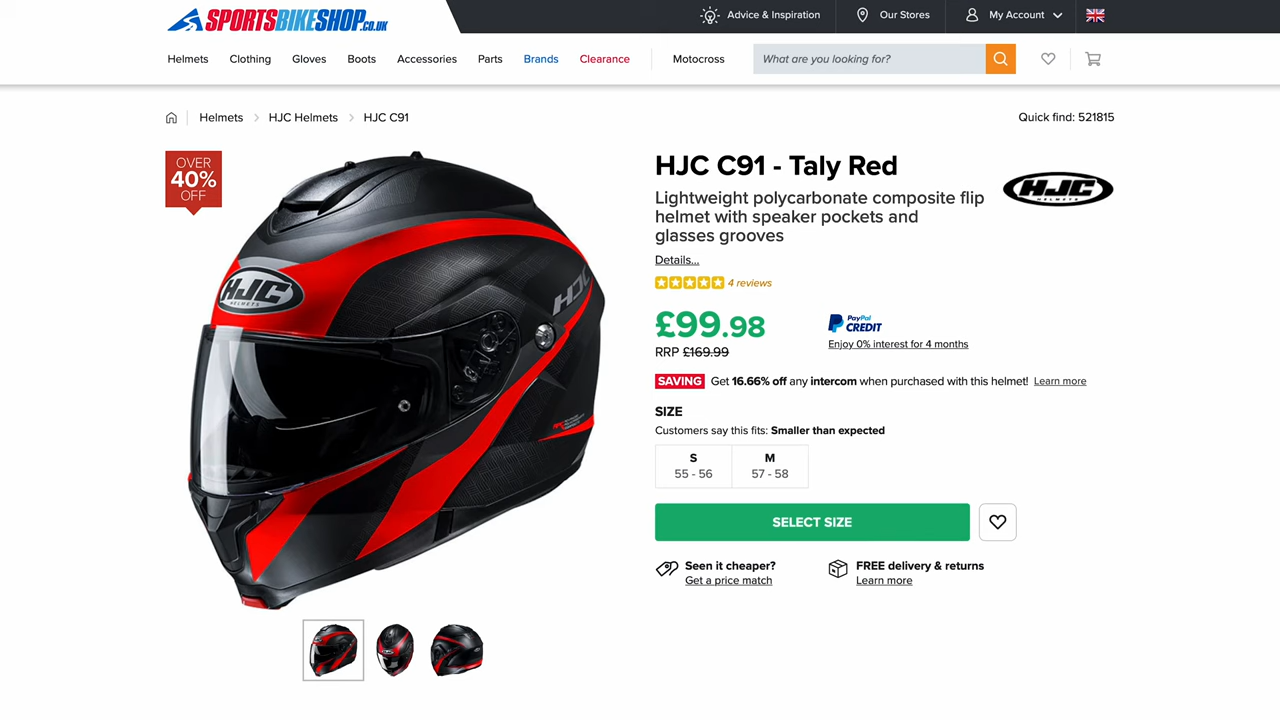 SPORTSBIKESHOP.CO.UK
Advice & Inspiration
Our Stores
My Account
Helmets
Clothing
Gloves
Boots
Accessories
Parts
Brands
Clearance
Motocross
What are you looking for?
Helmets
HJC Helmets
HJC C91
Quick find: 521815
OVER
40%
OFF
HJC
HELMETS
HJC
HJC C91 - Taly Red
Lightweight polycarbonate composite flip
helmet with speaker pockets and
glasses grooves
HJC
HELMETS
Details...
4 reviews
£99.98
RRP £169.99
PayPal
CREDIT
Enjoy 0% interest for 4 months
SAVING Get 16.66% off any intercom when purchased with this helmet! Learn more
SIZE
Customers say this fits: Smaller than expected
S
55 - 56
M
57 - 58
SELECT SIZE
Seen it cheaper?
Get a price match
FREE delivery & returns
Learn more